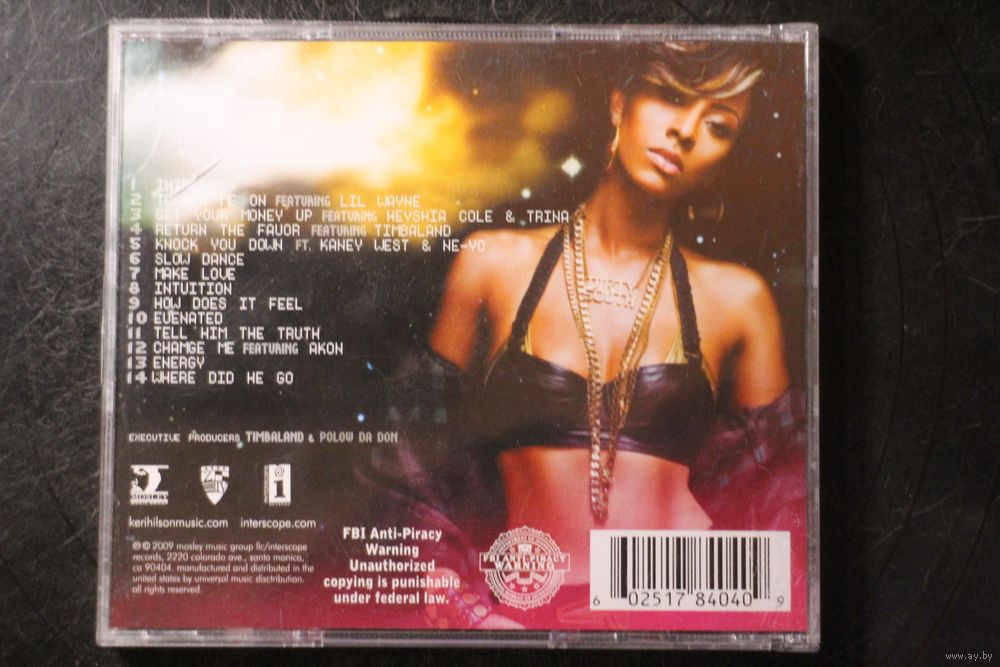 1 INTRO
2 TURNIN ME ON FEATURING LIL WAYNE
3 GET YOUR MONEY UP FEATURING KEYSHIA COLE & TRINA
4 RETURN THE FAVOR FEATURING TIMBALAND
5 KNOCK YOU DOWN FT. KANEY WEST & NE-YO
6 SLOW DANCE
7 MAKE LOVE
8 INTUITION
9 HOW DOES IT FEEL
10 EUENATED
11 TELL HIM THE TRUTH
12 CHAMGE ME FEATURING AKON
13 ENERGY
14 WHERE DID HE GO
EXECUTIVE PRODUCERS TIMBALAND & POLOW DA DON
MOSLEY
i
kerihilsonmusic.com interscope.com
℗ © 2009 mosley music group llc/interscope
records, 2220 colorado ave., santa monica,
ca 90404. manufactured and distributed in the
united states by universal music disctribution.
all rights reserved.
FBI Anti-Piracy
Warning
Unauthorized
copying is punishable
under federal law.
FBI ANTI-PIRACY
WARNING
6 02517 84040 9
www.ay.by